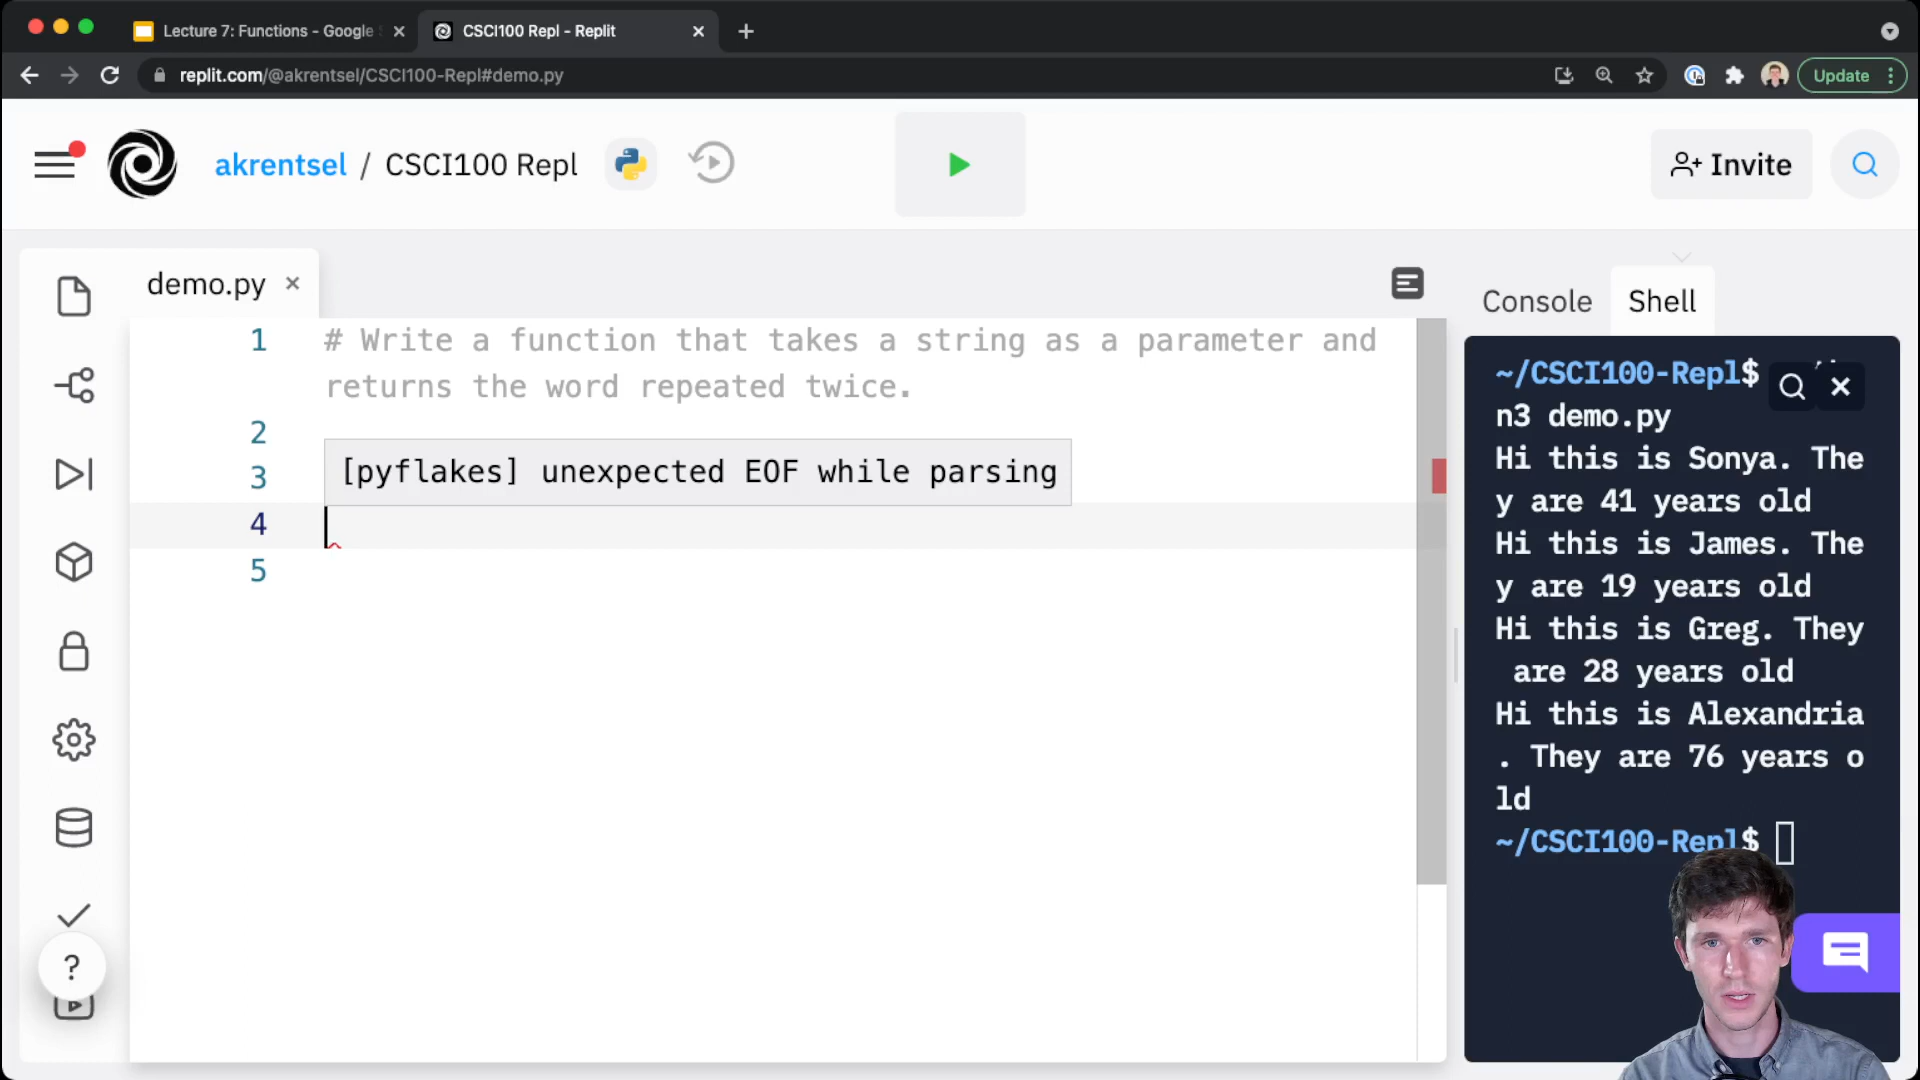 Lecture 7: Functions - Google S
CSCI100 Repl - Replit
replit.com/@akrentsel/CSCI100-Repl#demo.py
Update
akrentsel / CSCI100 Repl
Invite
demo.py
Console
Shell
1 # Write a function that takes a string as a parameter and
returns the word repeated twice.
2
3
[pyflakes] unexpected EOF while parsing
4
5
~/CSCI100-Repl$
n3 demo.py
Hi this is Sonya. The
y are 41 years old
Hi this is James. The
y are 19 years old
Hi this is Greg. They
are 28 years old
Hi this is Alexandria
. They are 76 years o
ld
~/CSCI100-Repl$
?